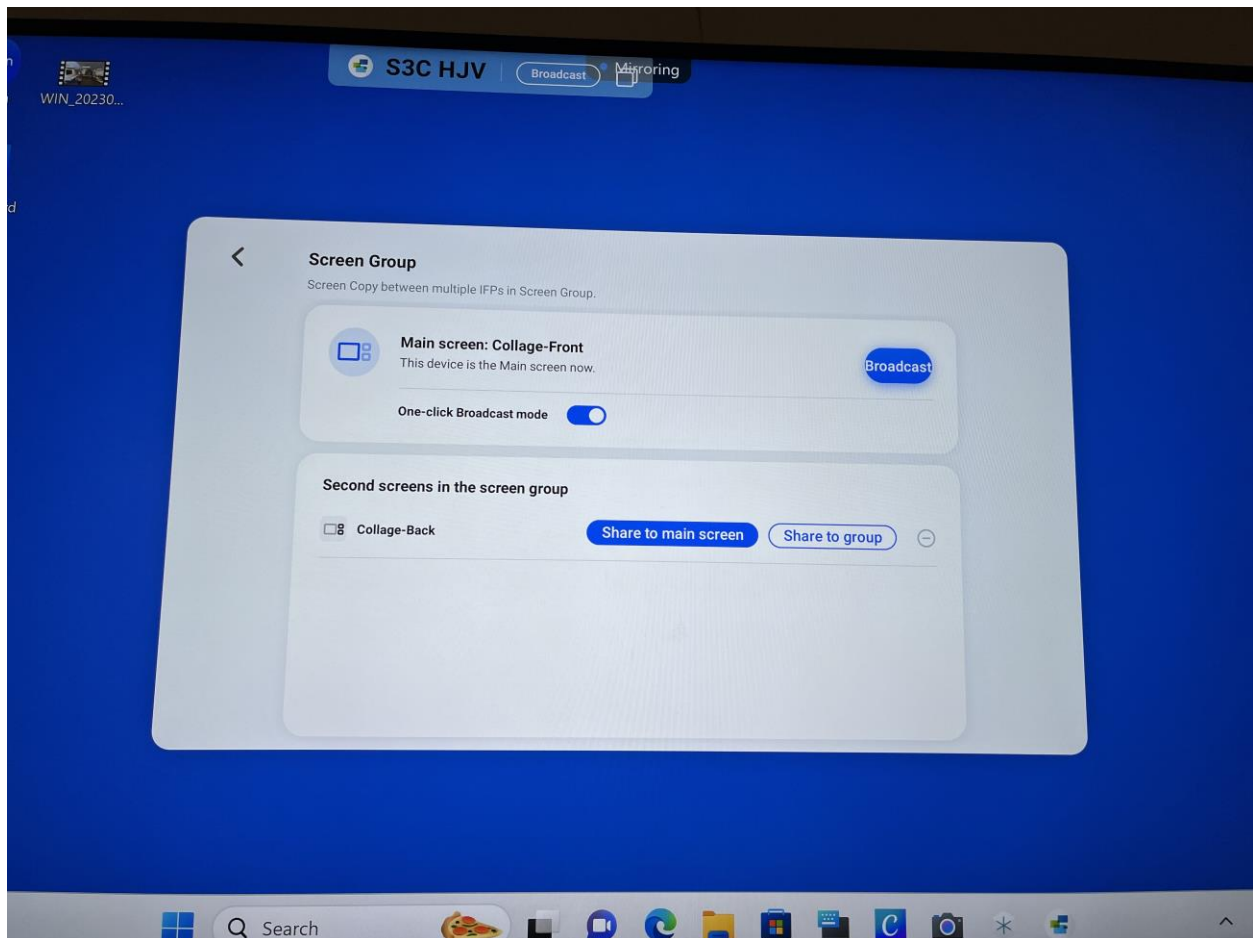 S3C HJV Broadcast Mirroring
WIN_20230...
Screen Group
Screen Copy between multiple IFPs in Screen Group.
Main screen: Collage-Front
This device is the Main screen now.
Broadcast
One-click Broadcast mode
Second screens in the screen group
Collage-Back Share to main screen Share to group
Search